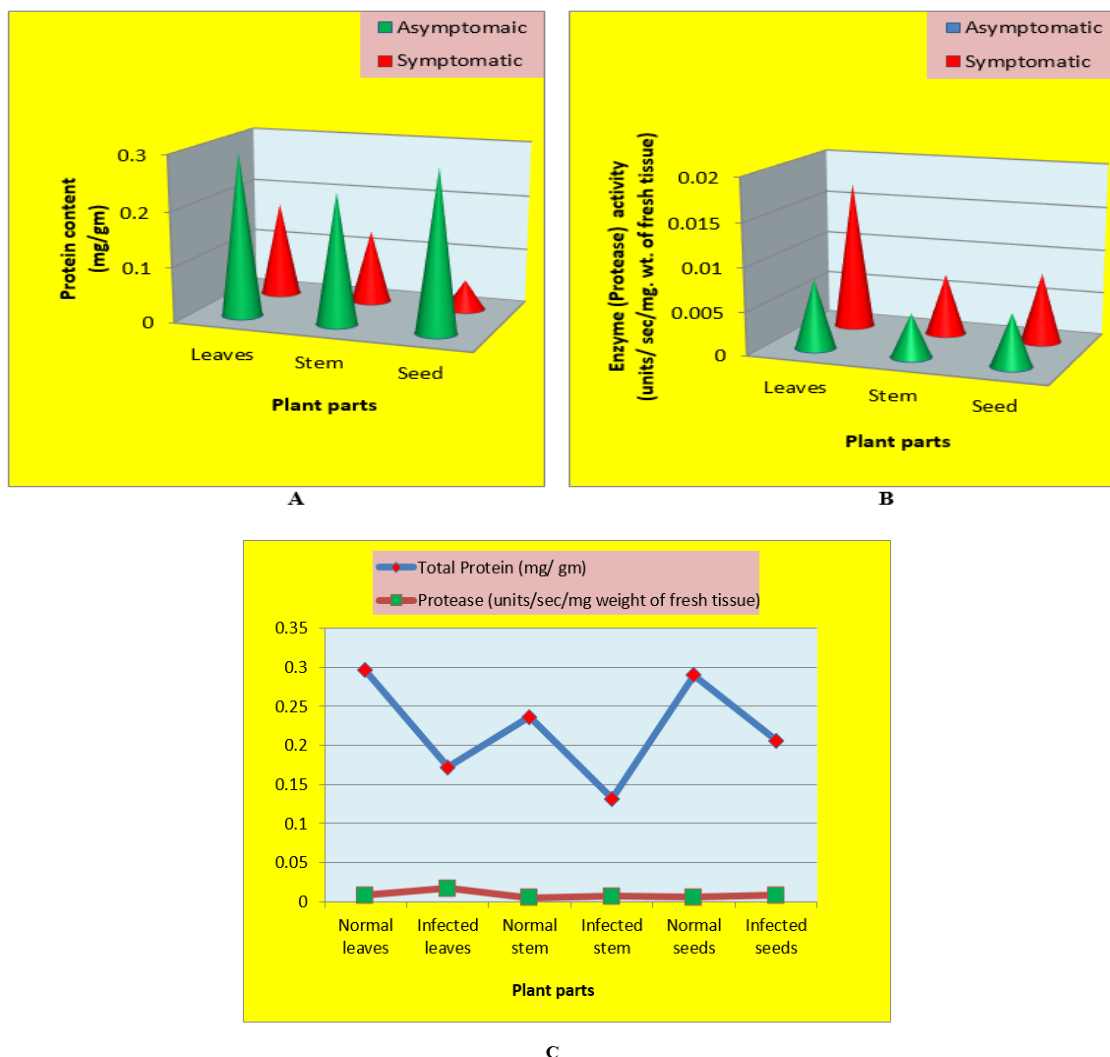 Asymptomaic
Symptomatic
Protein content
(mg/gm)
0.3
0.2
0.1
0
Leaves
Stem
Seed
Plant parts
A
Asymptomatic
Symptomatic
Enzyme (Protease) activity
(units/ sec/mg. wt. of fresh tissue)
0.02
0.015
0.01
0.005
0
Leaves
Stem
Seed
Plant parts
B
Total Protein (mg/ gm)
Protease (units/sec/mg weight of fresh tissue)
0.35
0.3
0.25
0.2
0.15
0.1
0.05
0
Normal leaves
Infected leaves
Normal stem
Infected stem
Normal seeds
Infected seeds
Plant parts
C